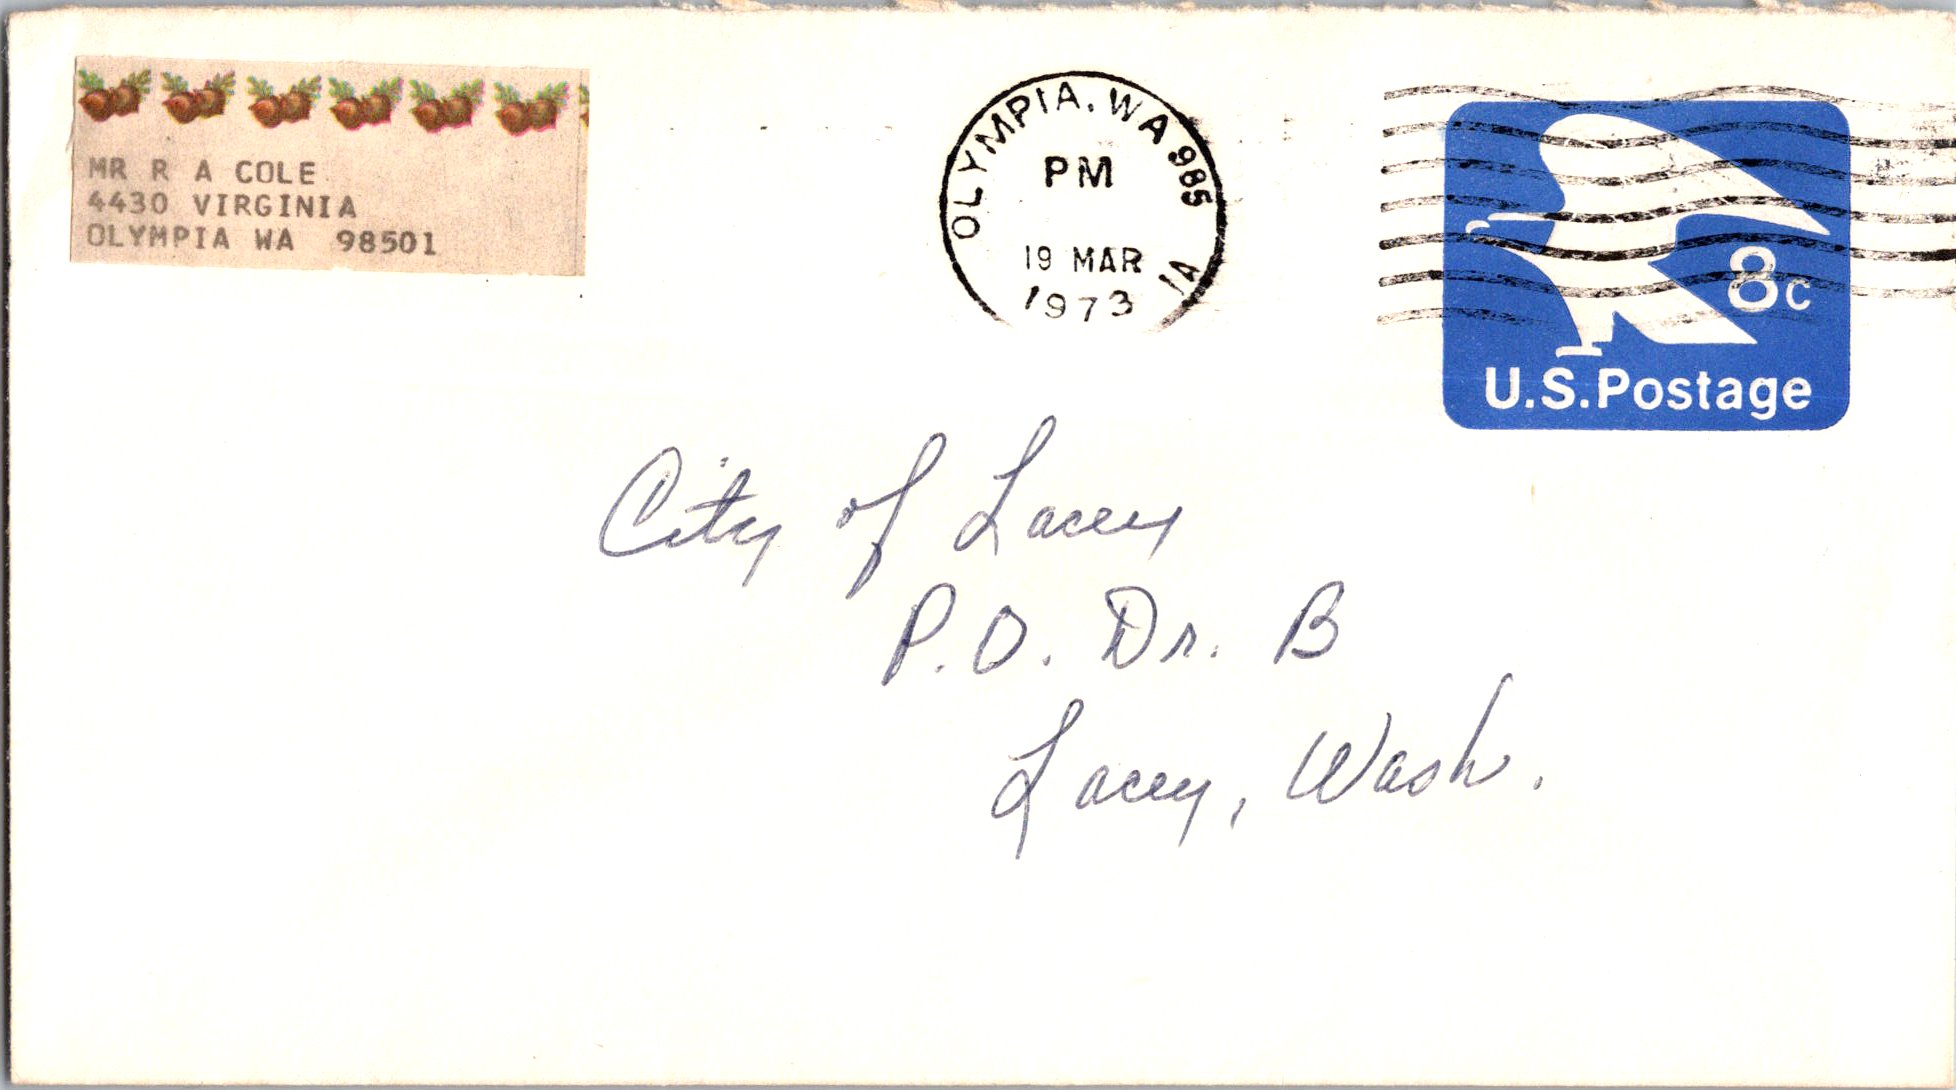 MR R A COLE
4430 VIRGINIA
OLYMPIA WA 98501
OLYMPIA, WA 985
PM
19 MAR
1973
1A
8c
U.S. Postage
City of Lacey
P.O. Dr. B
Lacey, Wash.